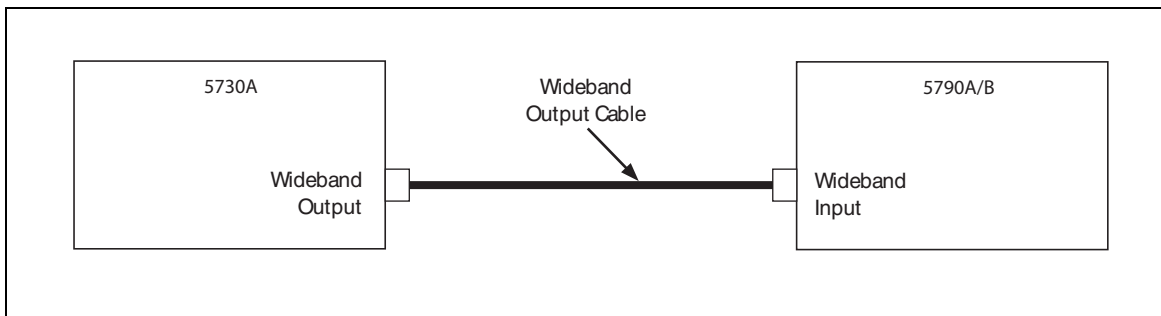 5730A
Wideband
Output
Wideband
Output Cable
5790A/B
Wideband
Input